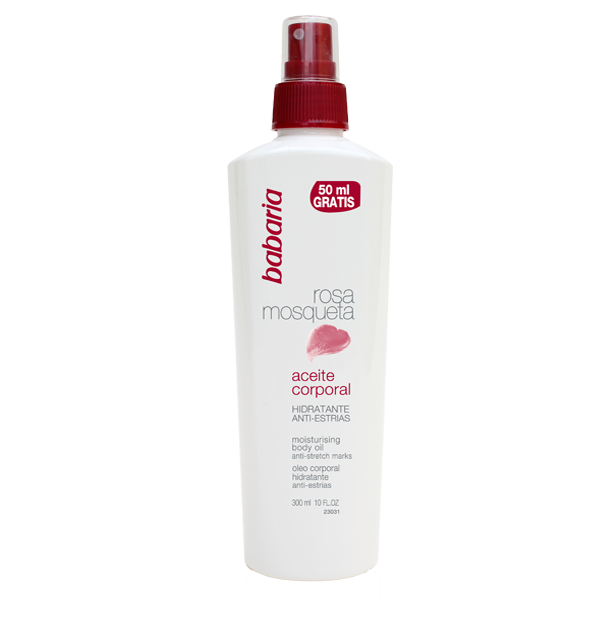 50 ml
GRATIS
babaria
rosa
mosqueta
aceite
corporal
HIDRATANTE
ANTI-ESTRIAS
moisturising
body oil
anti-stretch marks
oleo corporal
hidratante
anti-estrias
300 ml 10 FL.OZ
23031